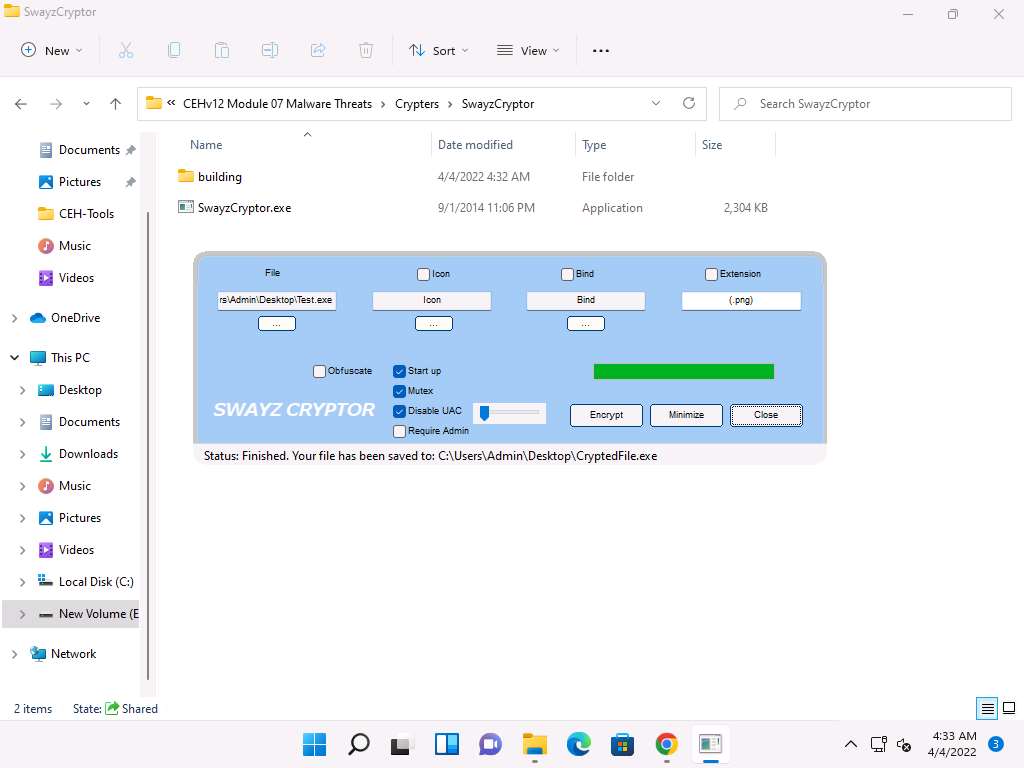 SwayzCryptor
New
Sort
View
« CEHv12 Module 07 Malware Threats > Crypters > SwayzCryptor
Search SwayzCryptor
Name
Date modified
Type
Size
Documents
Pictures
CEH-Tools
Music
Videos
OneDrive
This PC
Desktop
Documents
Downloads
Music
Pictures
Videos
Local Disk (C:)
New Volume (E
Network
building
4/4/2022 4:32 AM
File folder
SwayzCryptor.exe
9/1/2014 11:06 PM
Application
2,304 KB
File
Icon
Bind
Extension
rs\Admin\Desktop\Test.exe
Icon
Bind
(.png)
...
...
...
Obfuscate
Start up
Mutex
Disable UAC
Require Admin
SWAYZ CRYPTOR
Encrypt
Minimize
Close
Status: Finished. Your file has been saved to: C:\Users\Admin\Desktop\CryptedFile.exe
2 items
State:
Shared
4:33 AM
4/4/2022
3